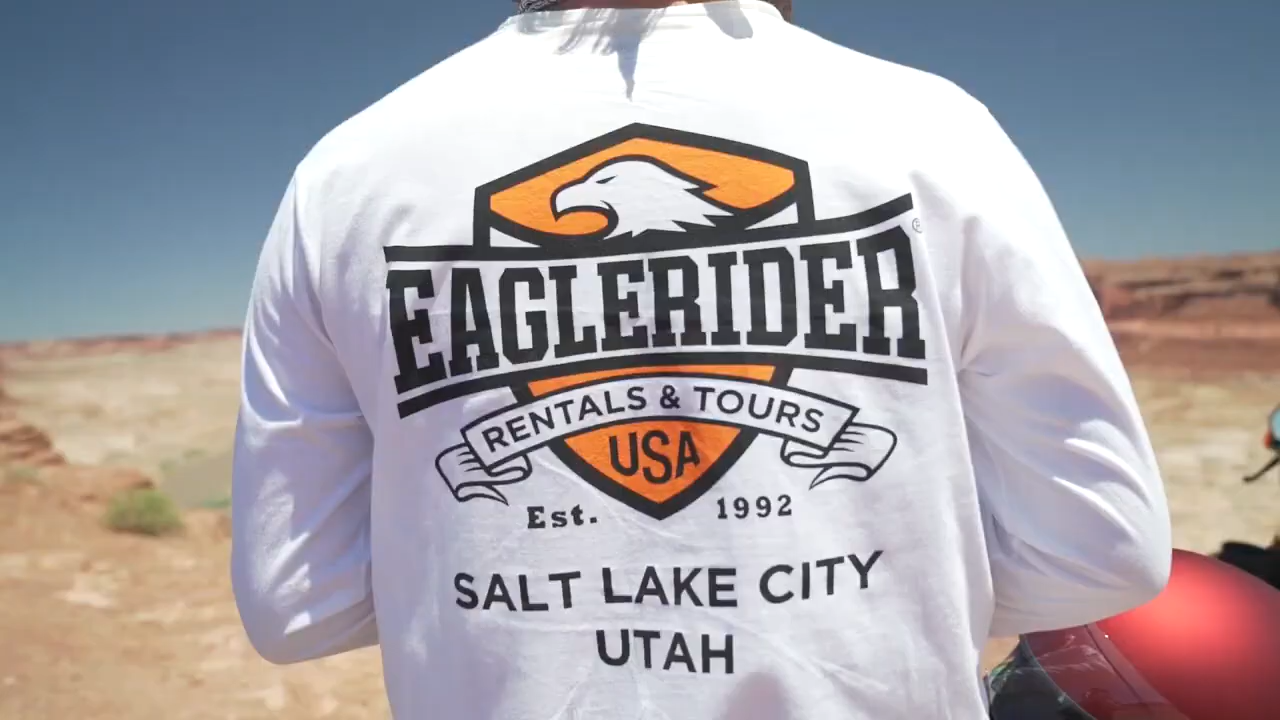 EAGLERIDER®
RENTALS & TOURS
USA
Est. 1992
SALT LAKE CITY
UTAH